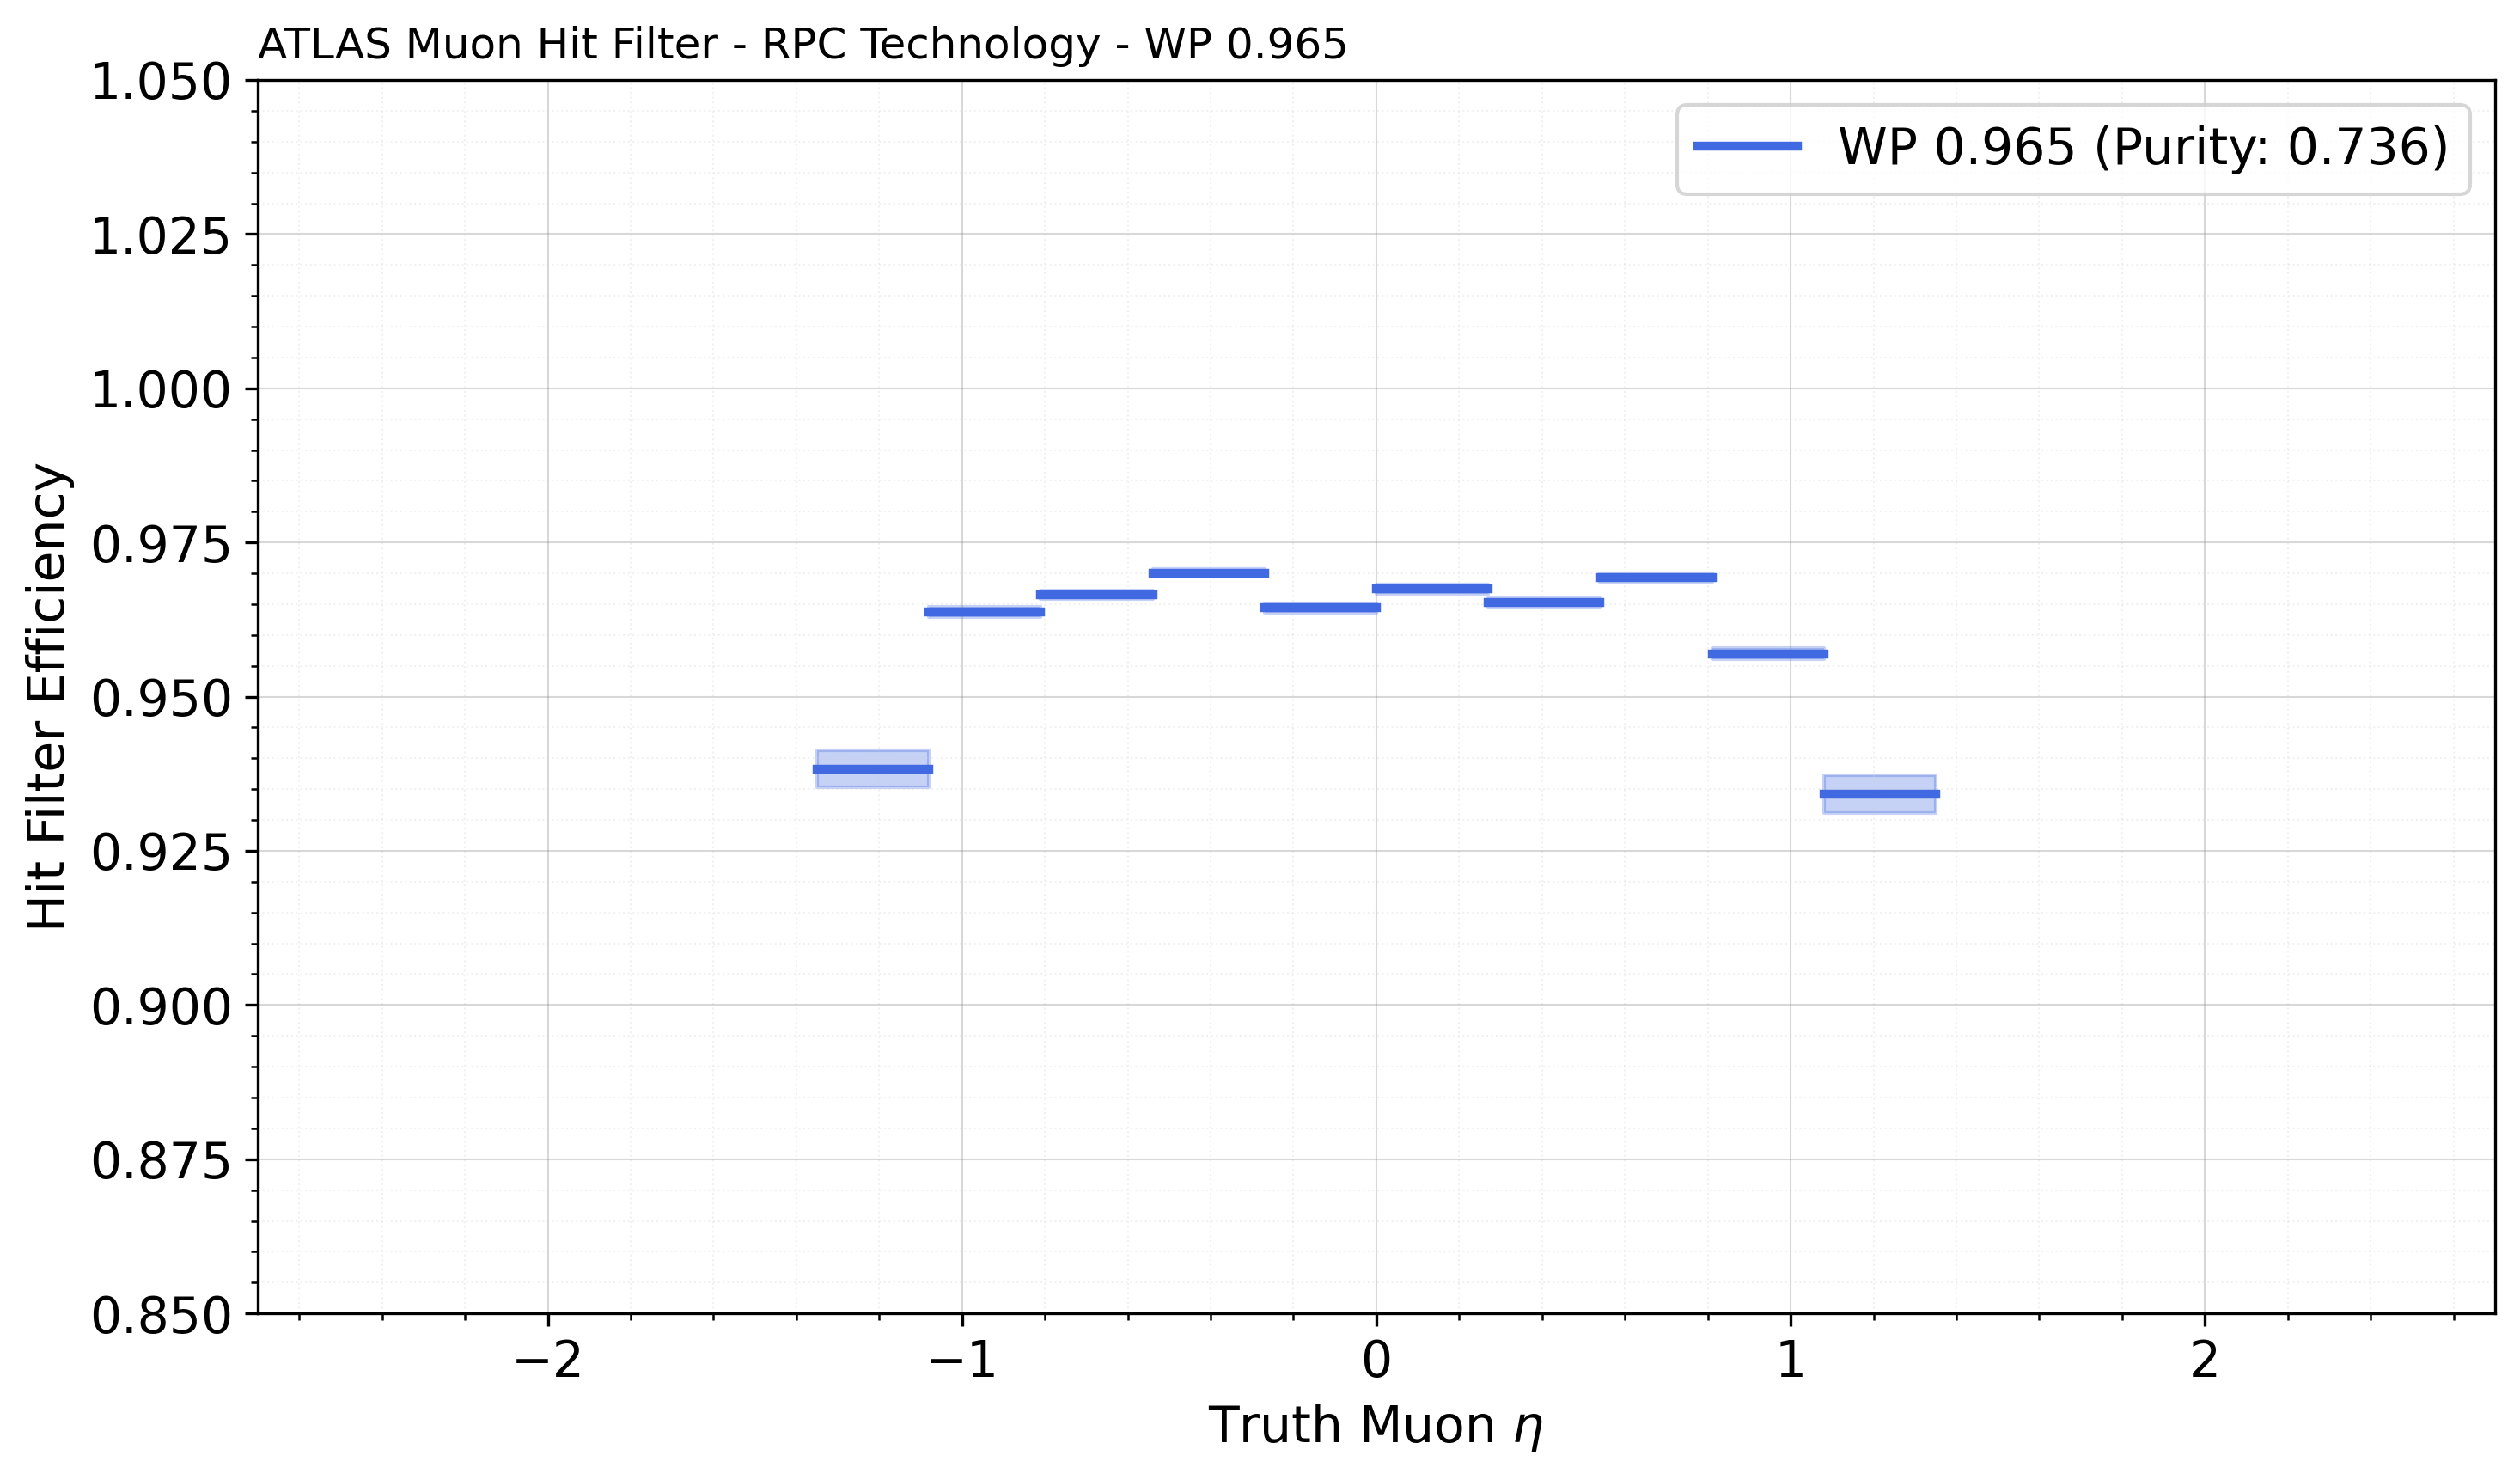 ATLAS Muon Hit Filter - RPC Technology - WP 0.965
1.050
1.025
1.000
0.975
0.950
0.925
0.900
0.875
0.850
Hit Filter Efficiency
WP 0.965 (Purity: 0.736)
−2 −1 0 1 2
Truth Muon η